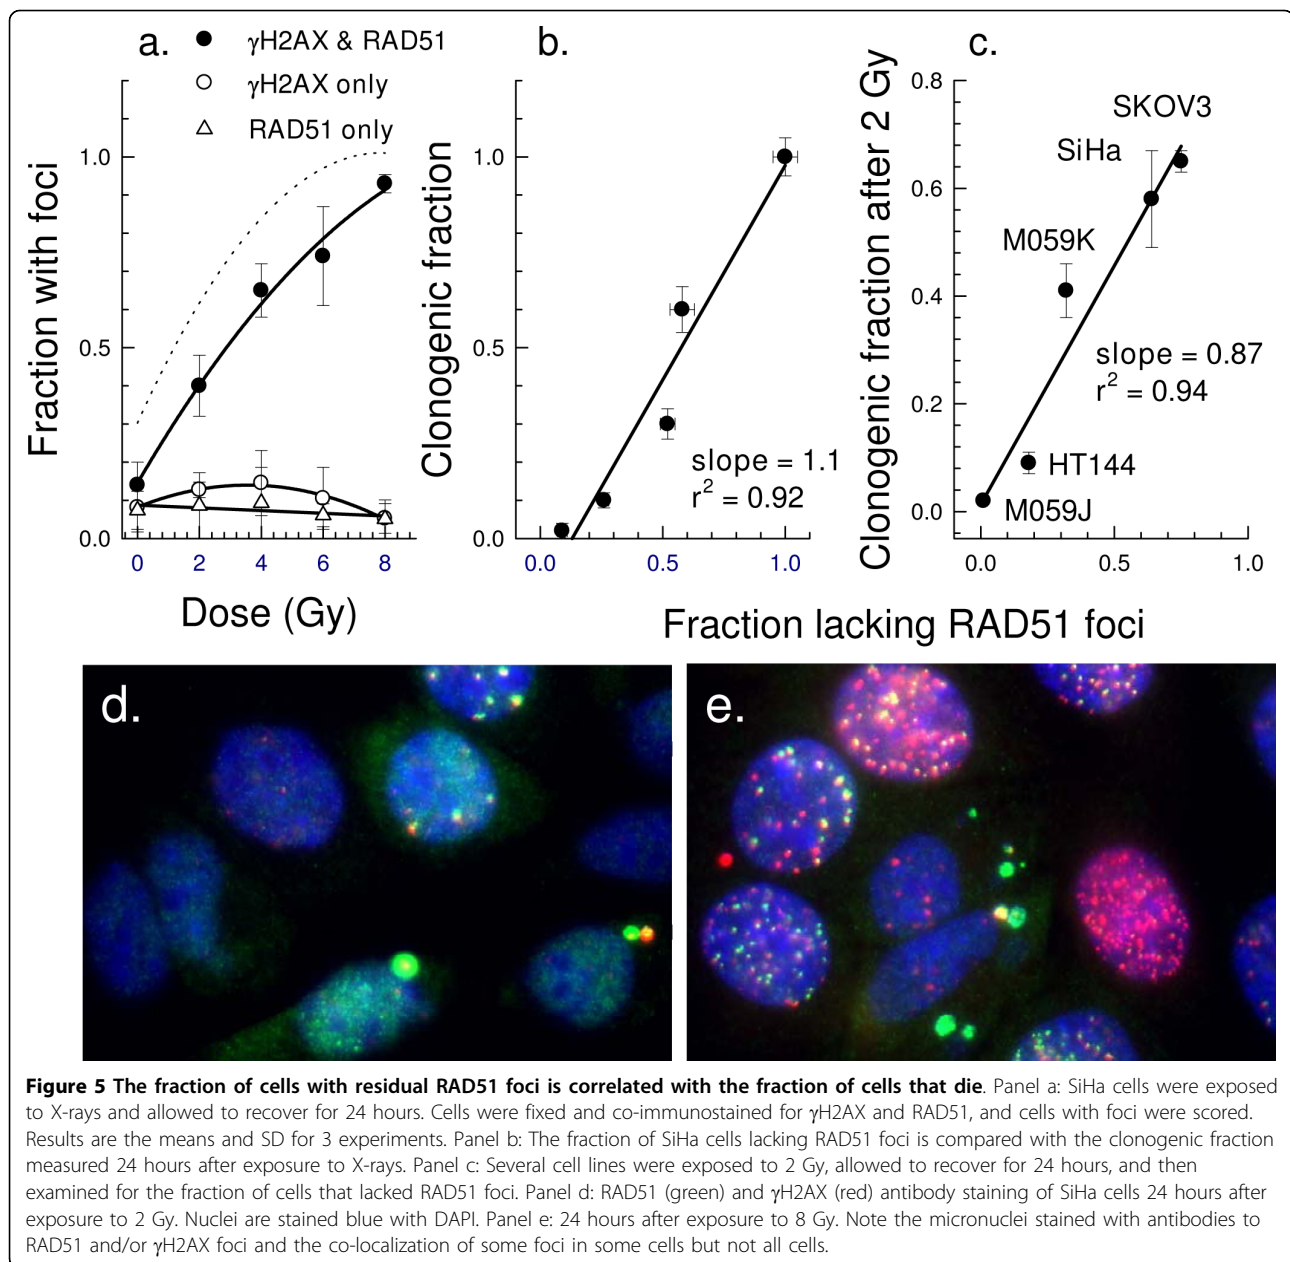 a.
γH2AX & RAD51
γH2AX only
RAD51 only
Fraction with foci
1.0
0.5
0.0
0 2 4 6 8
Dose (Gy)
b.
Clonogenic fraction
1.0
0.5
0.0
slope = 1.1
r² = 0.92
0.0 0.5 1.0
c.
Clonogenic fraction after 2 Gy
0.8
0.6
0.4
0.2
0.0
SKOV3
SiHa
M059K
slope = 0.87
r² = 0.94
HT144
M059J
0.0 0.5 1.0
Fraction lacking RAD51 foci
d.
e.
Figure 5 The fraction of cells with residual RAD51 foci is correlated with the fraction of cells that die. Panel a: SiHa cells were exposed
to X-rays and allowed to recover for 24 hours. Cells were fixed and co-immunostained for γH2AX and RAD51, and cells with foci were scored.
Results are the means and SD for 3 experiments. Panel b: The fraction of SiHa cells lacking RAD51 foci is compared with the clonogenic fraction
measured 24 hours after exposure to X-rays. Panel c: Several cell lines were exposed to 2 Gy, allowed to recover for 24 hours, and then
examined for the fraction of cells that lacked RAD51 foci. Panel d: RAD51 (green) and γH2AX (red) antibody staining of SiHa cells 24 hours after
exposure to 2 Gy. Nuclei are stained blue with DAPI. Panel e: 24 hours after exposure to 8 Gy. Note the micronuclei stained with antibodies to
RAD51 and/or γH2AX foci and the co-localization of some foci in some cells but not all cells.